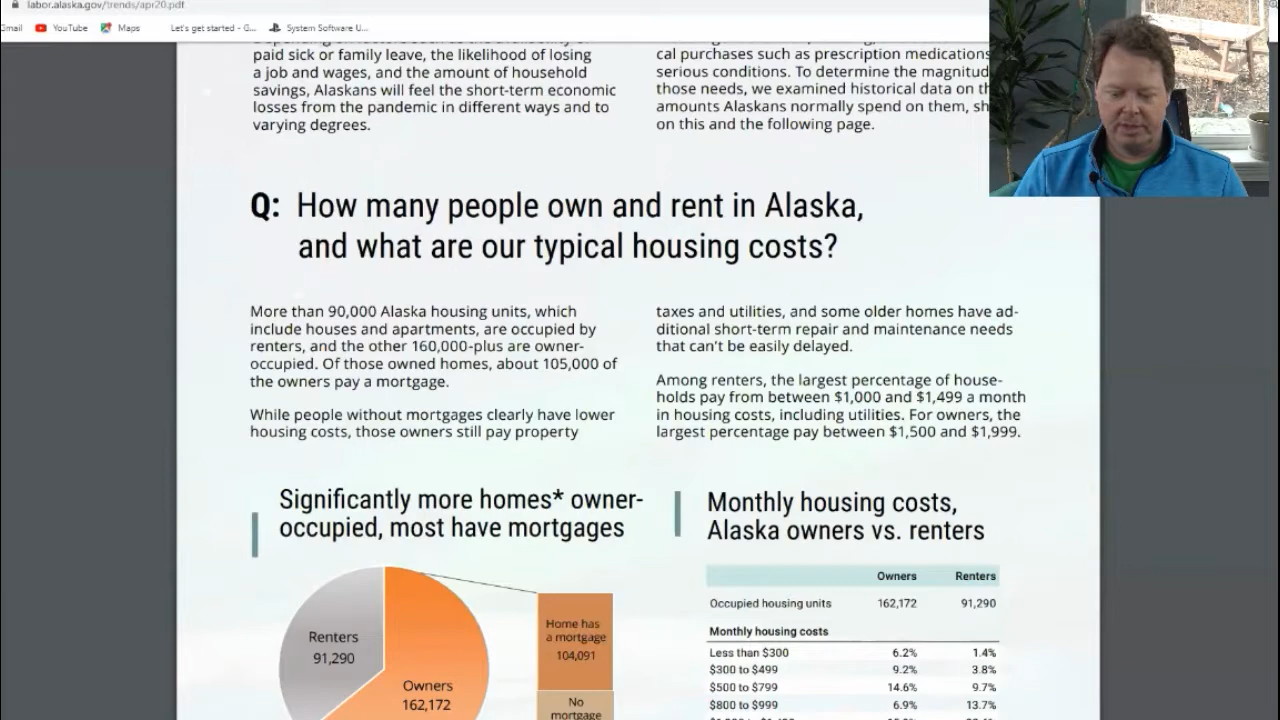 labor.alaska.gov/trends/apr20.pdf
Gmail
YouTube
Maps
Let's get started - G...
System Software U...
paid sick or family leave, the likelihood of losing
a job and wages, and the amount of household
savings, Alaskans will feel the short-term economic
losses from the pandemic in different ways and to
varying degrees.
cal purchases such as prescription medications
serious conditions. To determine the magnitud
those needs, we examined historical data on th
amounts Alaskans normally spend on them, sh
on this and the following page.
Q: How many people own and rent in Alaska,
and what are our typical housing costs?
More than 90,000 Alaska housing units, which
include houses and apartments, are occupied by
renters, and the other 160,000-plus are owner-
occupied. Of those owned homes, about 105,000 of
the owners pay a mortgage.
While people without mortgages clearly have lower
housing costs, those owners still pay property
taxes and utilities, and some older homes have ad-
ditional short-term repair and maintenance needs
that can't be easily delayed.
Among renters, the largest percentage of house-
holds pay from between $1,000 and $1,499 a month
in housing costs, including utilities. For owners, the
largest percentage pay between $1,500 and $1,999.
Significantly more homes* owner-
occupied, most have mortgages
Renters
91,290
Owners
162,172
Home has
a mortgage
104,091
No
mortgage
Monthly housing costs,
Alaska owners vs. renters
Owners Renters
Occupied housing units 162,172 91,290
Monthly housing costs
Less than $300 6.2% 1.4%
$300 to $499 9.2% 3.8%
$500 to $799 14.6% 9.7%
$800 to $999 6.9% 13.7%